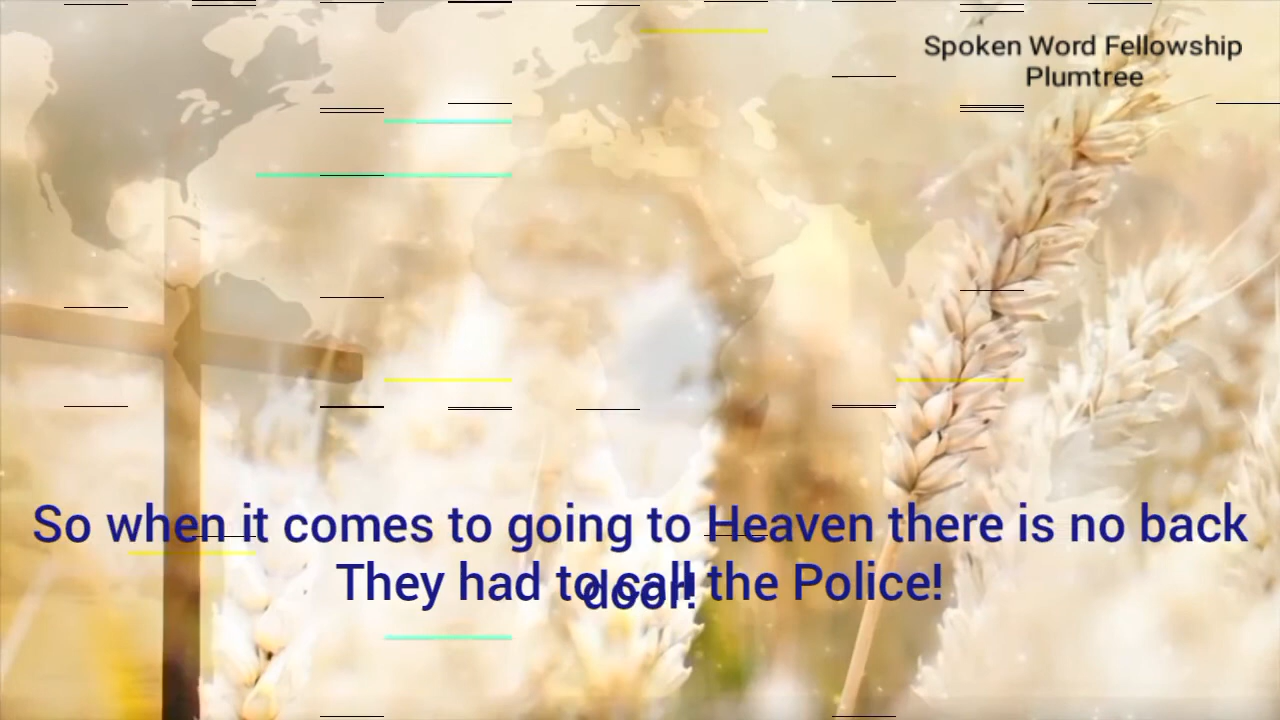 Spoken Word Fellowship
Plumtree
So when it comes to going to Heaven there is no back
door!
They had to call the Police!